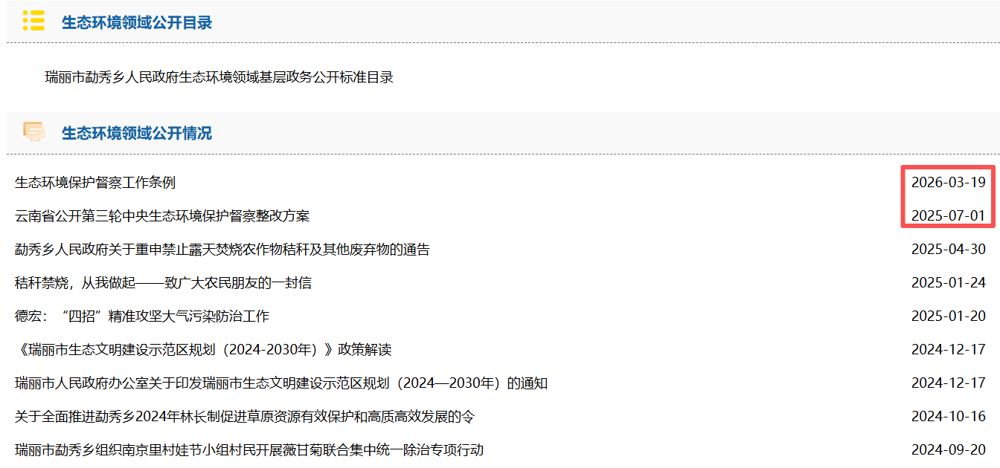 生态环境领域公开目录
瑞丽市勐秀乡人民政府生态环境领域基层政务公开标准目录
生态环境领域公开情况
生态环境保护督察工作条例 2026-03-19
云南省公开第三轮中央生态环境保护督察整改方案 2025-07-01
勐秀乡人民政府关于重申禁止露天焚烧农作物秸秆及其他废弃物的通告 2025-04-30
秸秆禁烧，从我做起——致广大农民朋友的一封信 2025-01-24
德宏：“四招”精准攻坚大气污染防治工作 2025-01-20
《瑞丽市生态文明建设示范区规划（2024-2030年）》政策解读 2024-12-17
瑞丽市人民政府办公室关于印发瑞丽市生态文明建设示范区规划（2024—2030年）的通知 2024-12-17
关于全面推进勐秀乡2024年林长制促进草原资源有效保护和高质高效发展的令 2024-10-16
瑞丽市勐秀乡组织南京里村娃节小组村民开展薇甘菊联合集中统一除治专项行动 2024-09-20